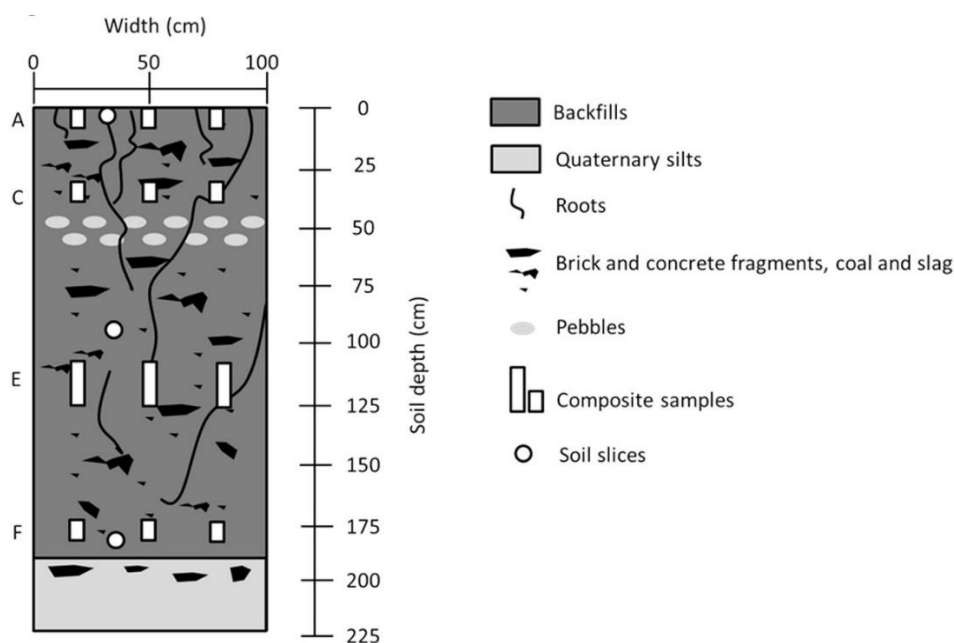 Width (cm)
0 50 100
A
C
E
F
0
25
50
75
100
125
150
175
200
225
Soil depth (cm)
Backfills
Quaternary silts
Roots
Brick and concrete fragments, coal and slag
Pebbles
Composite samples
Soil slices